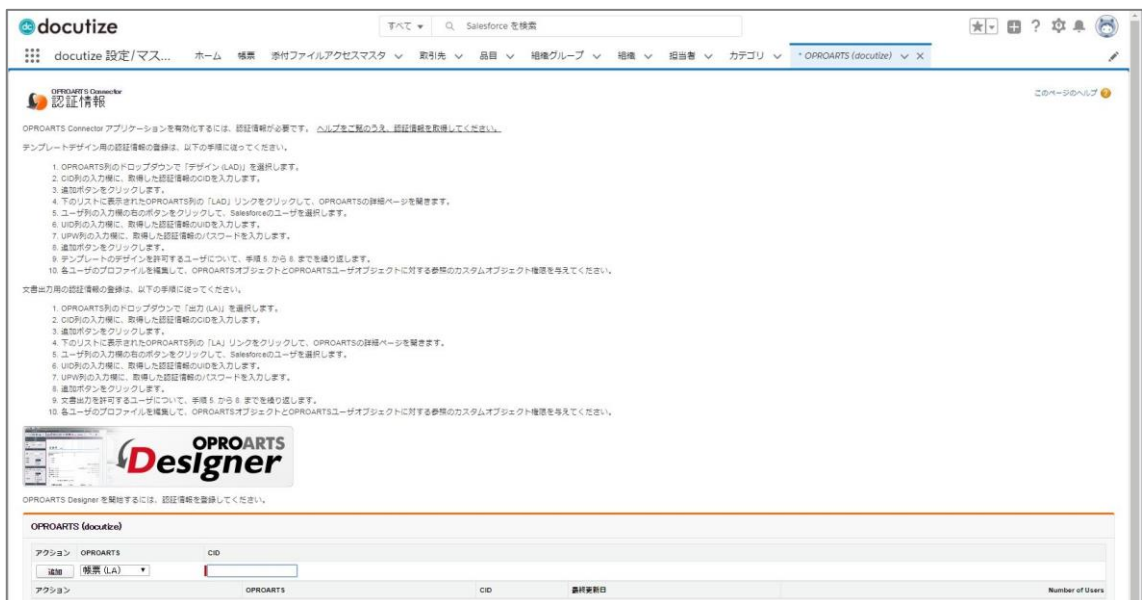 docutize
すべて
Salesforce を検索
docutize 設定/マス...
ホーム
帳票
添付ファイルアクセスマスタ
取引先
品目
組織グループ
組織
担当者
カテゴリ
* OPROARTS (docutize)
OPROARTS Connector
認証情報
このページのヘルプ
OPROARTS Connector アプリケーションを有効化するには、認証情報が必要です。 ヘルプをご覧のうえ、認証情報を取得してください。
テンプレートデザイン用の認証情報の登録は、以下の手順に従ってください。
1. OPROARTS列のドロップダウンで「デザイン (LAD)」を選択します。
2. CID列の入力欄に、取得した認証情報のCIDを入力します。
3. 追加ボタンをクリックします。
4. 下のリストに表示されたOPROARTS列の「LAD」リンクをクリックして、OPROARTSの詳細ページを開きます。
5. ユーザ列の入力欄の右のボタンをクリックして、Salesforceのユーザを選択します。
6. UID列の入力欄に、取得した認証情報のUIDを入力します。
7. UPW列の入力欄に、取得した認証情報のパスワードを入力します。
8. 追加ボタンをクリックします。
9. テンプレートのデザインを許可するユーザについて、手順 5. から 8. までを繰り返します。
10. 各ユーザのプロファイルを編集して、OPROARTSオブジェクトとOPROARTSユーザオブジェクトに対する参照のカスタムオブジェクト権限を与えてください。
文書出力用の認証情報の登録は、以下の手順に従ってください。
1. OPROARTS列のドロップダウンで「出力 (LA)」を選択します。
2. CID列の入力欄に、取得した認証情報のCIDを入力します。
3. 追加ボタンをクリックします。
4. 下のリストに表示されたOPROARTS列の「LA」リンクをクリックして、OPROARTSの詳細ページを開きます。
5. ユーザ列の入力欄の右のボタンをクリックして、Salesforceのユーザを選択します。
6. UID列の入力欄に、取得した認証情報のUIDを入力します。
7. UPW列の入力欄に、取得した認証情報のパスワードを入力します。
8. 追加ボタンをクリックします。
9. 文書出力を許可するユーザについて、手順 5. から 8. までを繰り返します。
10. 各ユーザのプロファイルを編集して、OPROARTSオブジェクトとOPROARTSユーザオブジェクトに対する参照のカスタムオブジェクト権限を与えてください。
OPROARTS
Designer
OPROARTS Designer を開始するには、認証情報を登録してください。
OPROARTS (docutize)
アクション OPROARTS CID
追加 帳票 (LA)
アクション OPROARTS CID 最終更新日 Number of Users